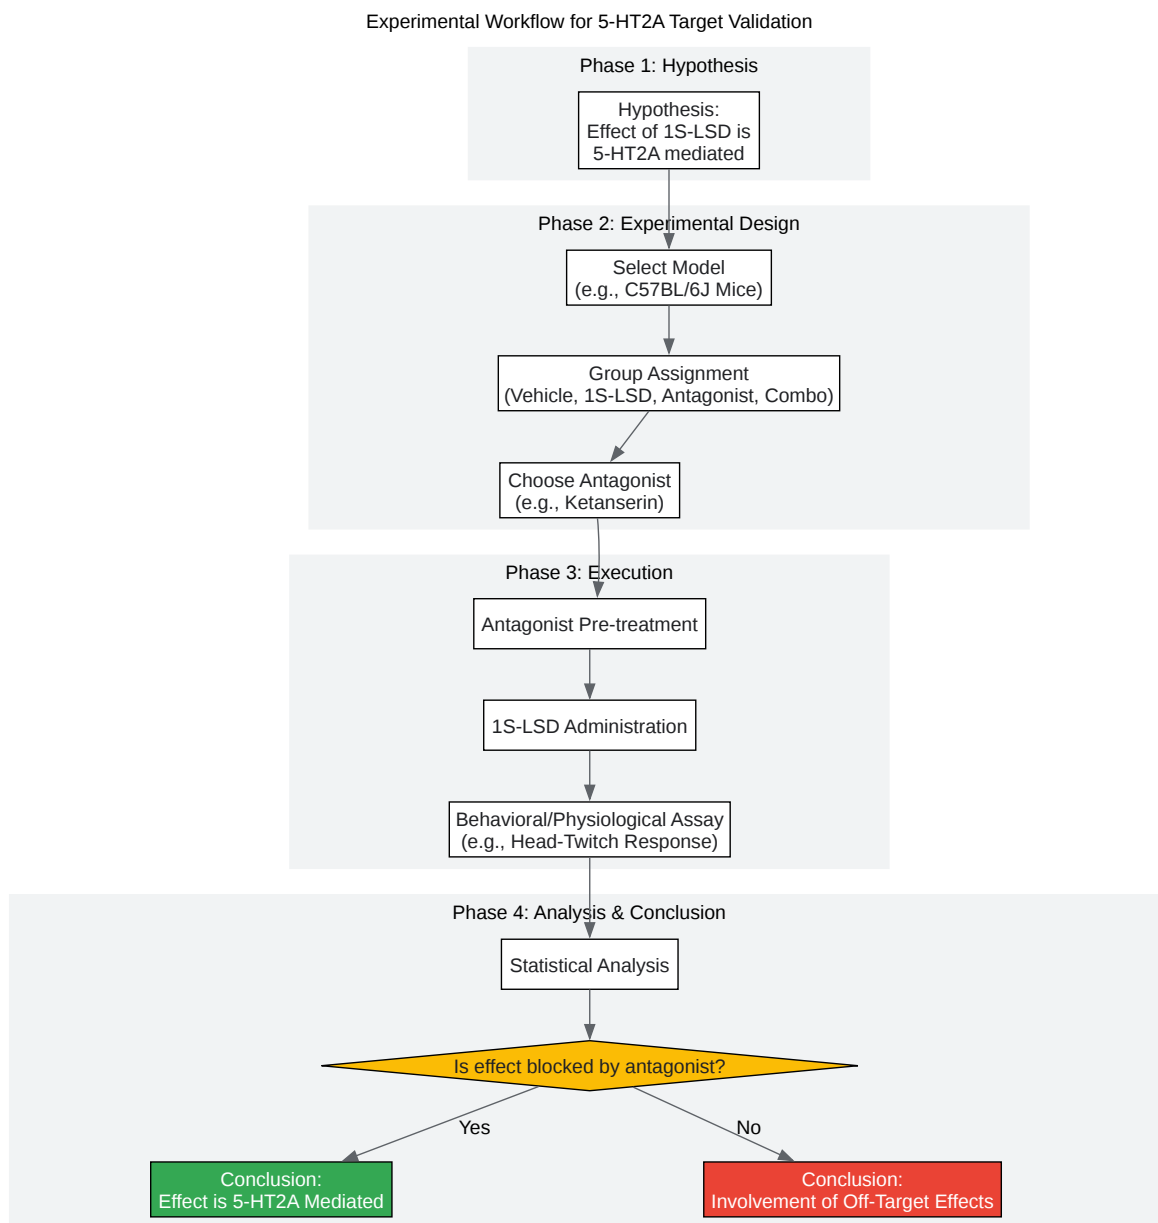 Experimental Workflow for 5-HT2A Target Validation
Phase 1: Hypothesis
Hypothesis:
Effect of 1S-LSD is
5-HT2A mediated
Phase 2: Experimental Design
Select Model
(e.g., C57BL/6J Mice)
Group Assignment
(Vehicle, 1S-LSD, Antagonist, Combo)
Choose Antagonist
(e.g., Ketanserin)
Phase 3: Execution
Antagonist Pre-treatment
1S-LSD Administration
Behavioral/Physiological Assay
(e.g., Head-Twitch Response)
Phase 4: Analysis & Conclusion
Statistical Analysis
Is effect blocked by antagonist?
Yes
No
Conclusion:
Effect is 5-HT2A Mediated
Conclusion:
Involvement of Off-Target Effects